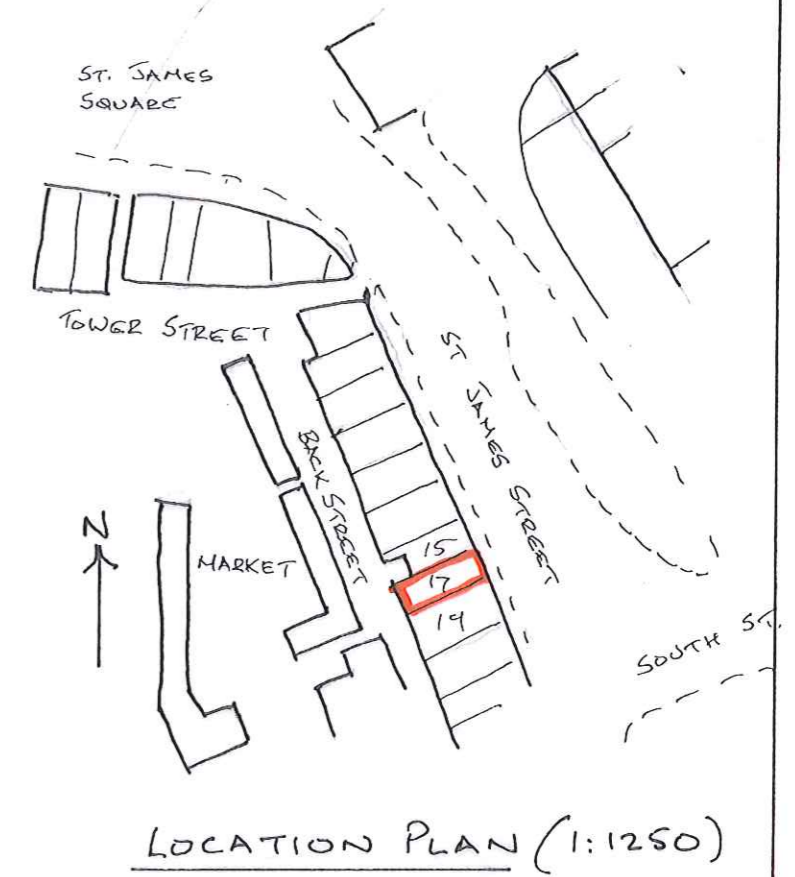 ST. JAMES
SQUARE
TOWER STREET
ST JAMES STREET
BACK STREET
N
MARKET
15
17
19
SOUTH ST.
LOCATION PLAN (1:1250)